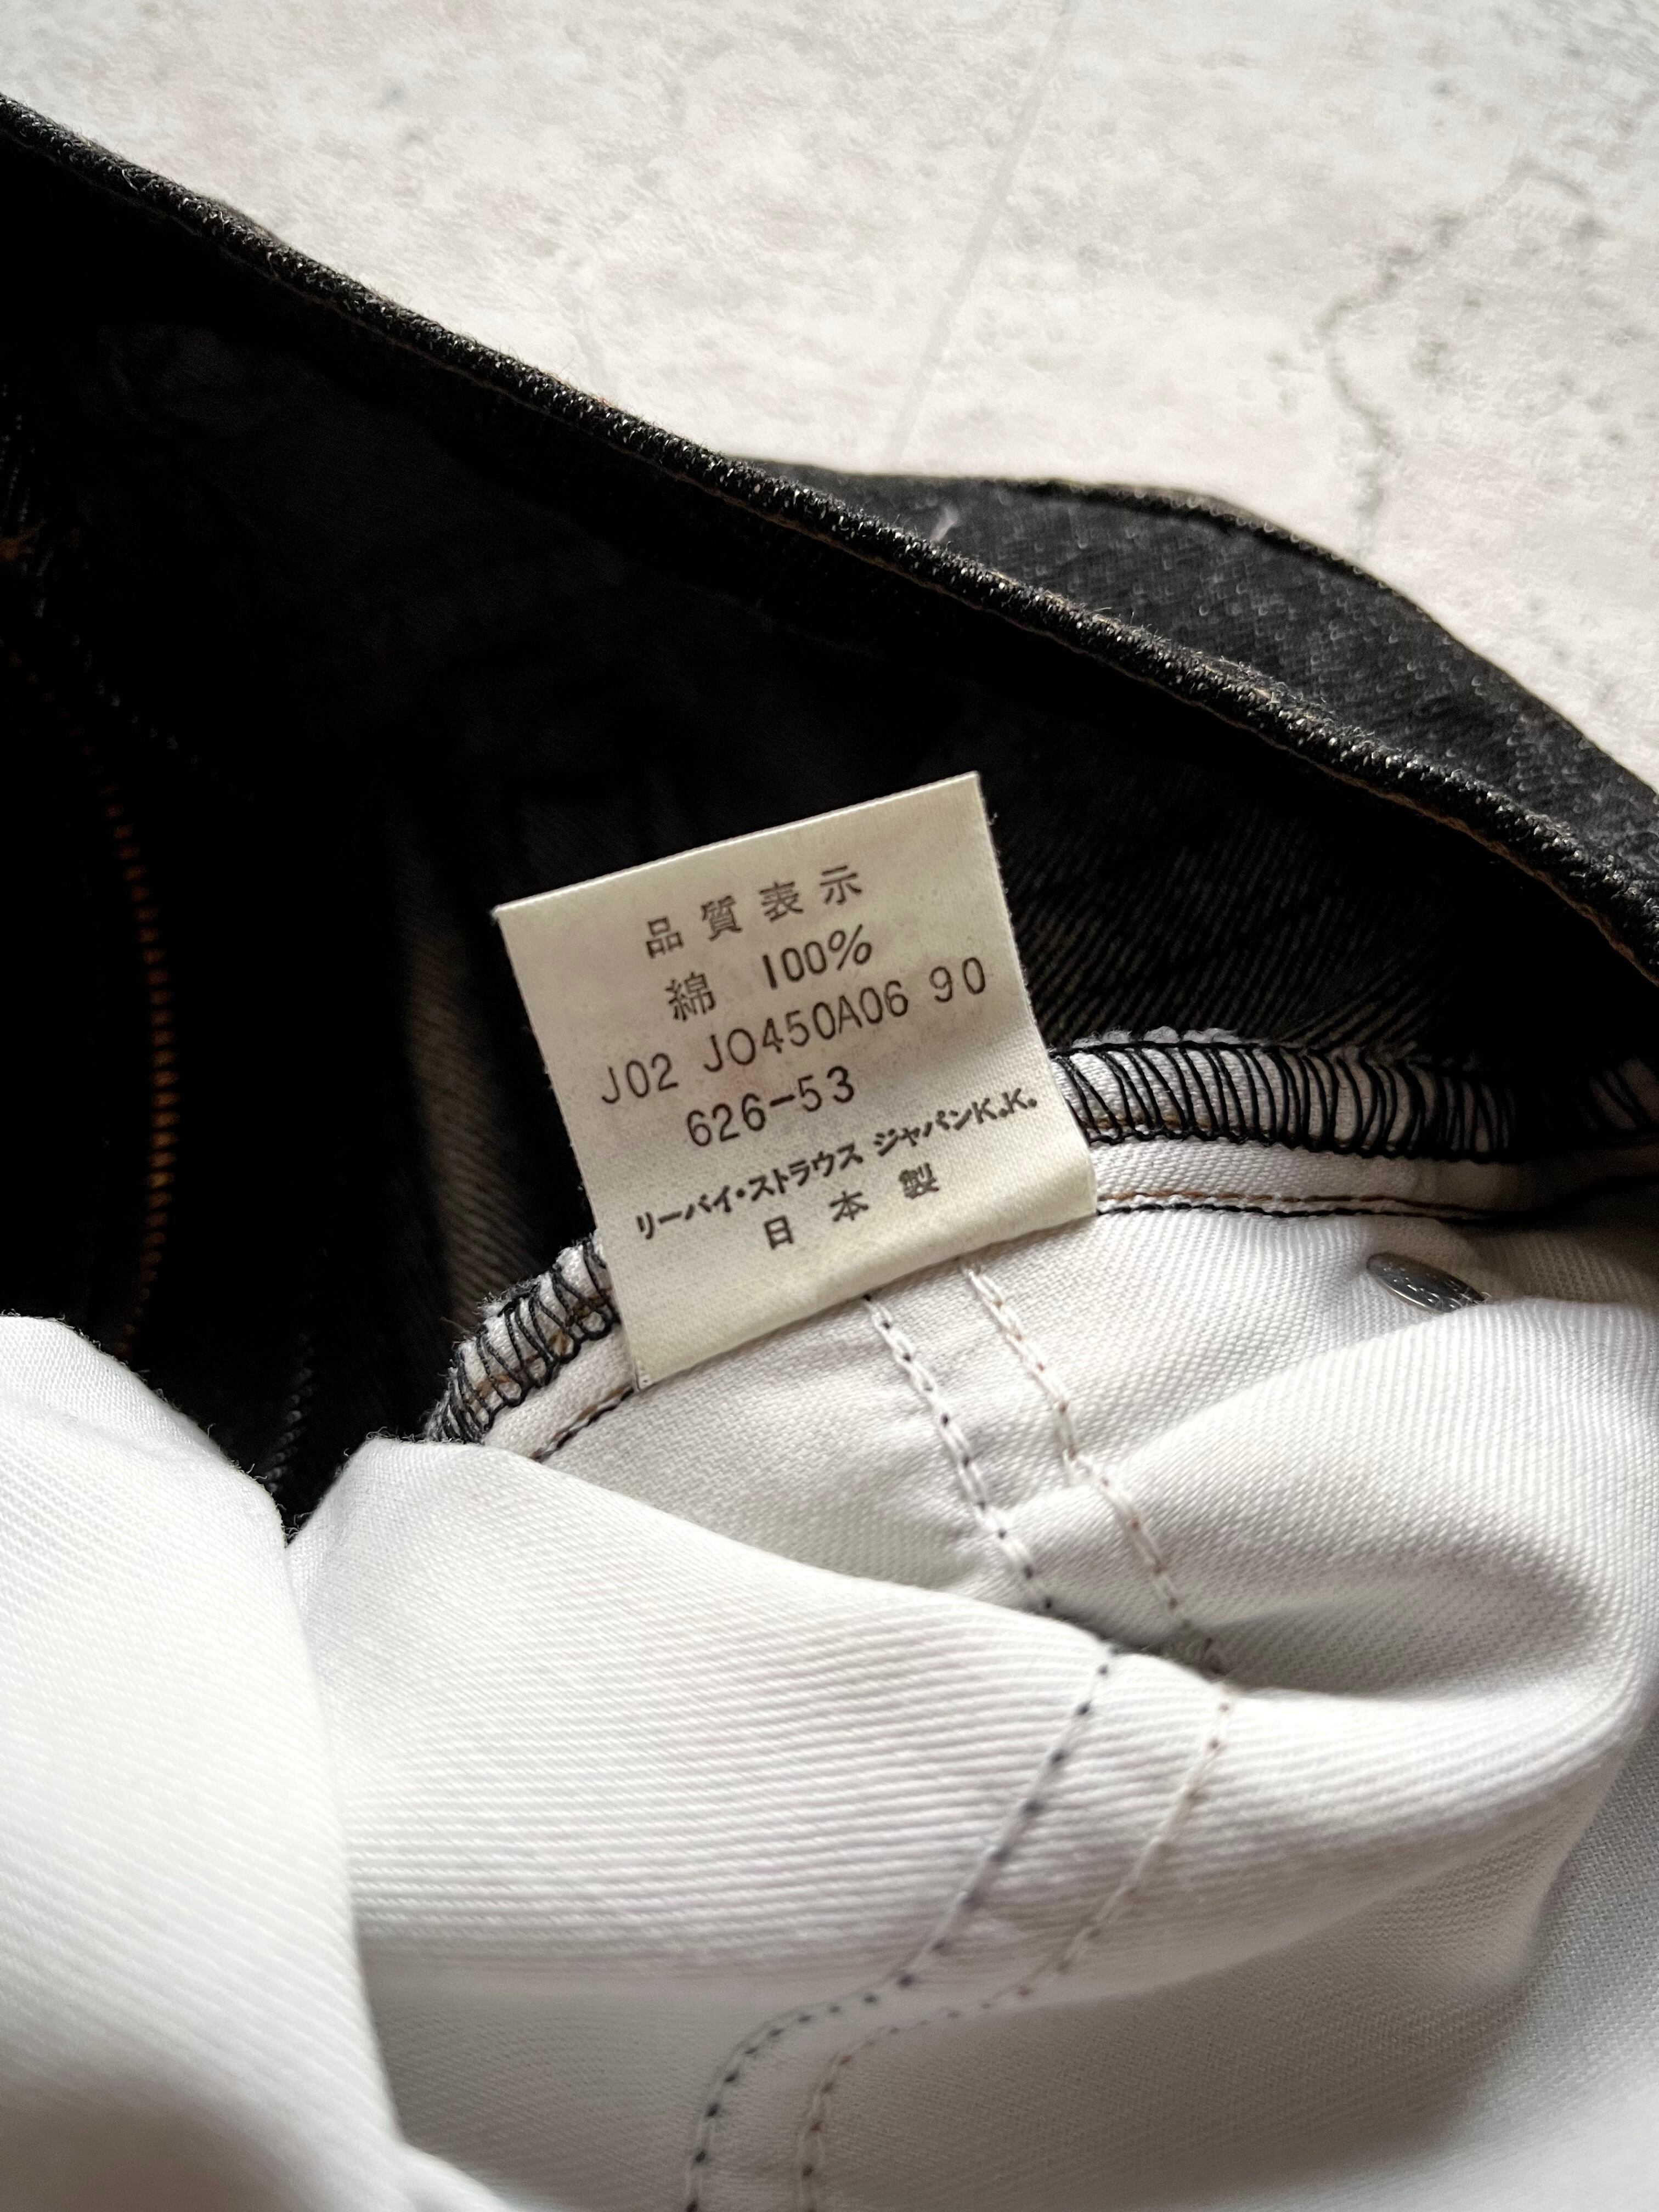 品質表示
綿 100%
J02 J0450A06 90
626-53
リーバイ・ストラウス ジャパンK.K.
日本製